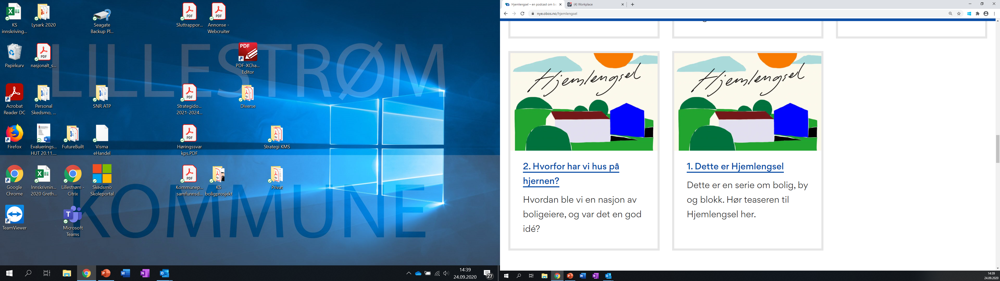 KS
innskriving...
Lysark 2020
Seagate
Backup Pl...
Sluttrappor...
Annonse -
Webcruiter
LILLESTRØM
Papirkurv
nasjonalt_s...
PDF-XCha...
Editor
Acrobat
Reader DC
Personal
Skedsmo, ...
SNR ATP
Strategido...
2021-2024...
Diverse
Firefox
Evaluerings...
HUT 20.11....
FutureBuilt
Visma
eHandel
Høringssvar
kps.PDF
Strategi KMS
Google
Chrome
Innskrivnin...
2020 Greth...
Lillestrøm -
Citrix
Skedsmo
Skoleportal
Kommunep...
samfunnsd...
KS
boligprosjekt
Privat
KOMMUNE
TeamViewer
Microsoft
Teams
14:39
24.09.2020
27
Hjemlengsel – en podcast om bo
(4) Workplace
nye.obos.no/hjemlengsel
Hjemlengsel
2. Hvorfor har vi hus på
hjernen?
Hvordan ble vi en nasjon av
boligeiere, og var det en god
idé?
Hjemlengsel
1. Dette er Hjemlengsel
Dette er en serie om bolig, by
og blokk. Hør teaseren til
Hjemlengsel her.
14:39
24.09.2020